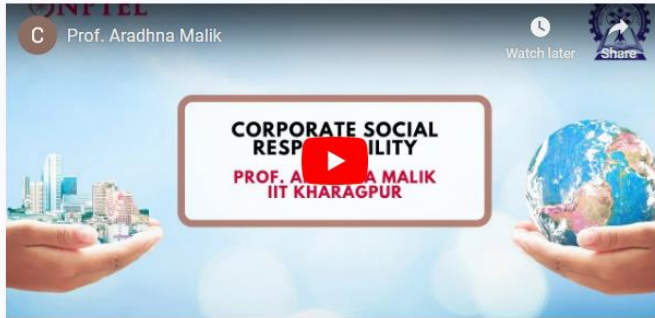 NPTEL
C Prof. Aradhna Malik
Watch later
Share
CORPORATE SOCIAL
PROF.
MALIK
IIT KHARAGPUR